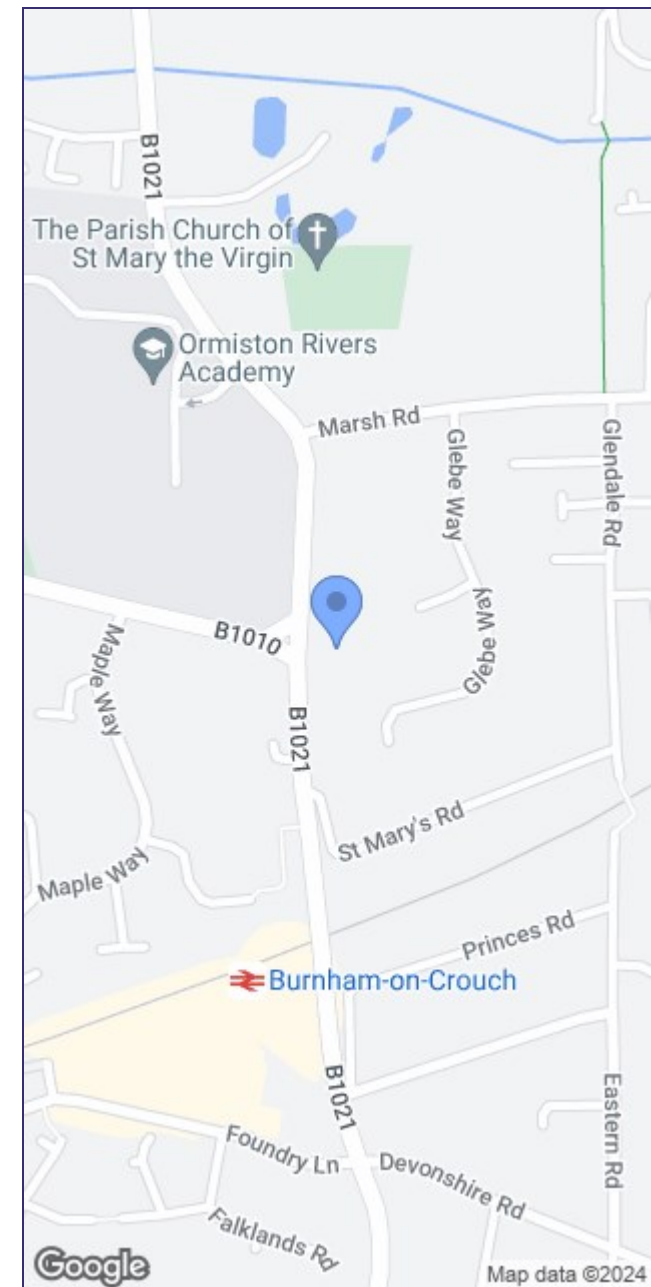 B1021
The Parish Church of
St Mary the Virgin
Ormiston Rivers
Academy
Marsh Rd
Glebe Way
Glendale Rd
Glebe Way
B1010
Maple Way
B1021
St Mary's Rd
Maple Way
Princes Rd
Burnham-on-Crouch
B1021
Eastern Rd
Foundry Ln
Devonshire Rd
Falklands Rd
Google
Map data ©2024